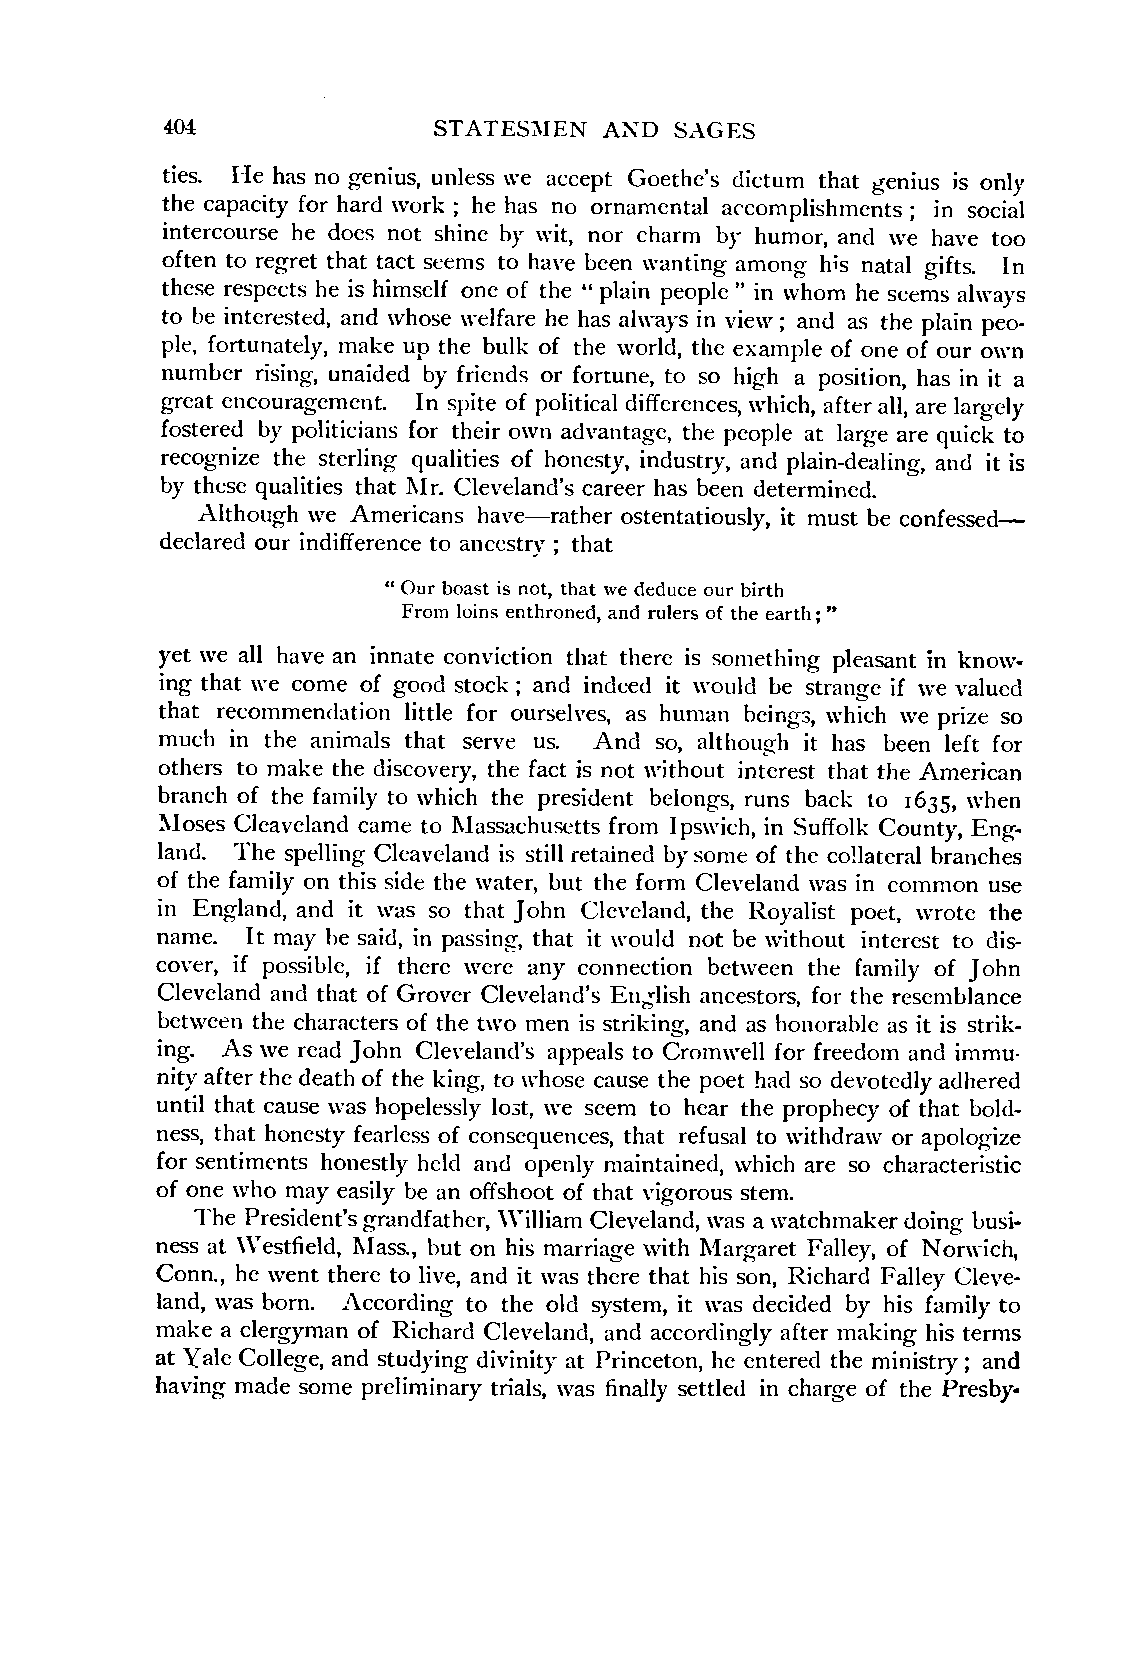 404 STATESMEN AND SAGES
ties. He has no genius, unless we accept Goethe's dictum that genius is only
the capacity for hard work ; he has no ornamental accomplishments ; in social
intercourse he does not shine by wit, nor charm by humor, and we have too
often to regret that tact seems to have been wanting among his natal gifts. In
these respects he is himself one of the “ plain people ” in whom he seems always
to be interested, and whose welfare he has always in view ; and as the plain peo-
ple, fortunately, make up the bulk of the world, the example of one of our own
number rising, unaided by friends or fortune, to so high a position, has in it a
great encouragement. In spite of political differences, which, after all, are largely
fostered by politicians for their own advantage, the people at large are quick to
recognize the sterling qualities of honesty, industry, and plain-dealing, and it is
by these qualities that Mr. Cleveland's career has been determined.
Although we Americans have—rather ostentatiously, it must be confessed—
declared our indifference to ancestry ; that
“ Our boast is not, that we deduce our birth
From loins enthroned, and rulers of the earth ; ”
yet we all have an innate conviction that there is something pleasant in know-
ing that we come of good stock ; and indeed it would be strange if we valued
that recommendation little for ourselves, as human beings, which we prize so
much in the animals that serve us. And so, although it has been left for
others to make the discovery, the fact is not without interest that the American
branch of the family to which the president belongs, runs back to 1635, when
Moses Cleaveland came to Massachusetts from Ipswich, in Suffolk County, Eng-
land. The spelling Cleaveland is still retained by some of the collateral branches
of the family on this side the water, but the form Cleveland was in common use
in England, and it was so that John Cleveland, the Royalist poet, wrote the
name. It may be said, in passing, that it would not be without interest to dis-
cover, if possible, if there were any connection between the family of John
Cleveland and that of Grover Cleveland's English ancestors, for the resemblance
between the characters of the two men is striking, and as honorable as it is strik-
ing. As we read John Cleveland's appeals to Cromwell for freedom and immu-
nity after the death of the king, to whose cause the poet had so devotedly adhered
until that cause was hopelessly lost, we seem to hear the prophecy of that bold-
ness, that honesty fearless of consequences, that refusal to withdraw or apologize
for sentiments honestly held and openly maintained, which are so characteristic
of one who may easily be an offshoot of that vigorous stem.
The President's grandfather, William Cleveland, was a watchmaker doing busi-
ness at Westfield, Mass., but on his marriage with Margaret Falley, of Norwich,
Conn., he went there to live, and it was there that his son, Richard Falley Cleve-
land, was born. According to the old system, it was decided by his family to
make a clergyman of Richard Cleveland, and accordingly after making his terms
at Yale College, and studying divinity at Princeton, he entered the ministry ; and
having made some preliminary trials, was finally settled in charge of the Presby-